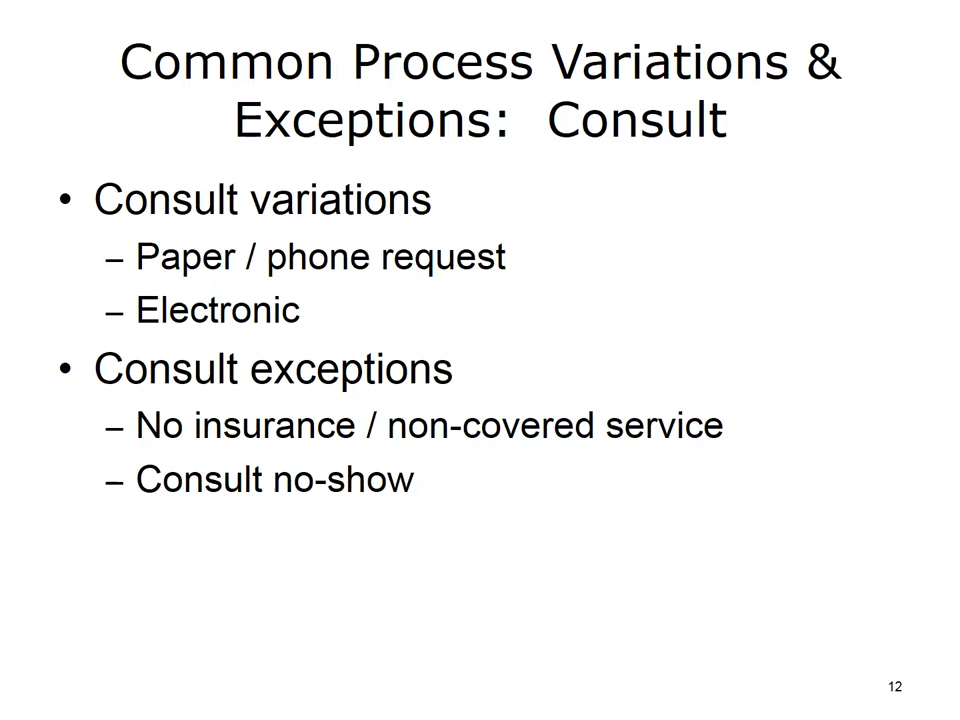 Common Process Variations &
Exceptions:  Consult
• Consult variations
– Paper / phone request
– Electronic
• Consult exceptions
– No insurance / non-covered service
– Consult no-show
12